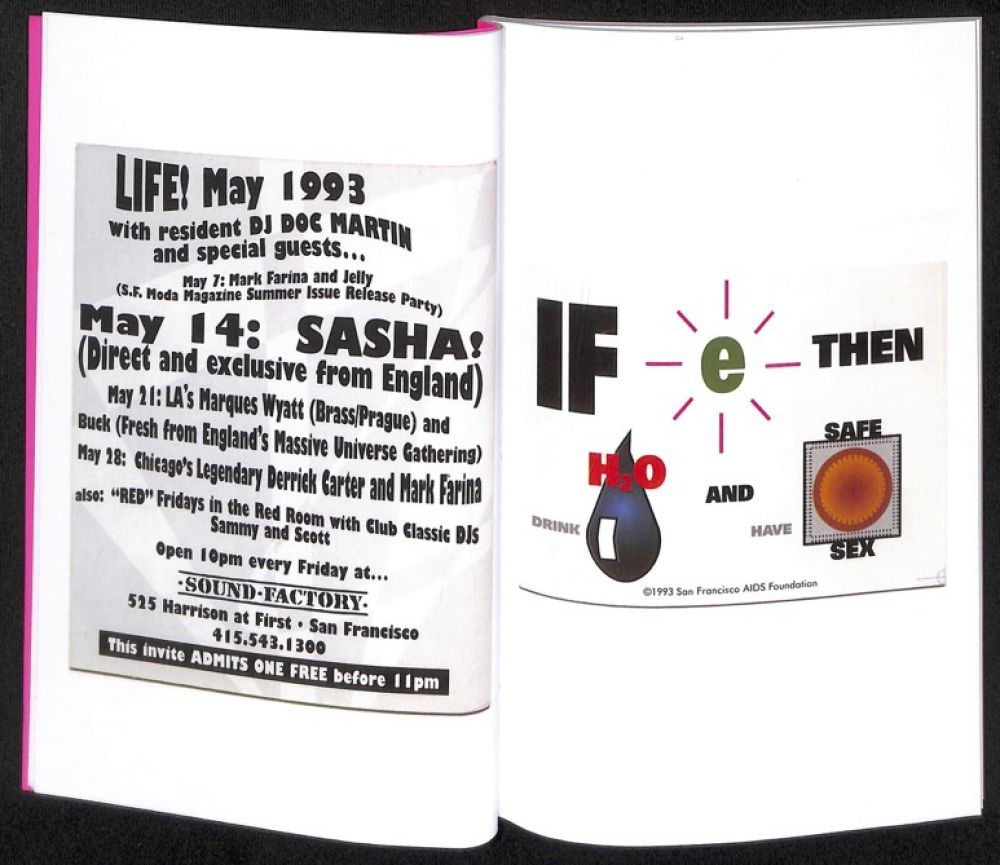 LIFE! May 1993
with resident DJ DOC MARTIN
and special guests...
May 7: Mark Farina and Jelly
(S.F. Moda Magazine Summer Issue Release Party)
May 14: SASHA!
(Direct and exclusive from England)
May 21: LA's Marques Wyatt (Brass/Prague) and
Buck (Fresh from England's Massive Universe Gathering)
May 28: Chicago's Legendary Derrick Carter and Mark Farina
also: "RED" Fridays in the Red Room with Club Classic DJS
Sammy and Scott
Open 10pm every Friday at...
·SOUND·FACTORY·
525 Harrison at First • San Francisco
415.543.1300
This invite ADMITS ONE FREE before 11pm
IF e THEN
DRINK H2O AND HAVE SAFE SEX
©1993 San Francisco AIDS Foundation